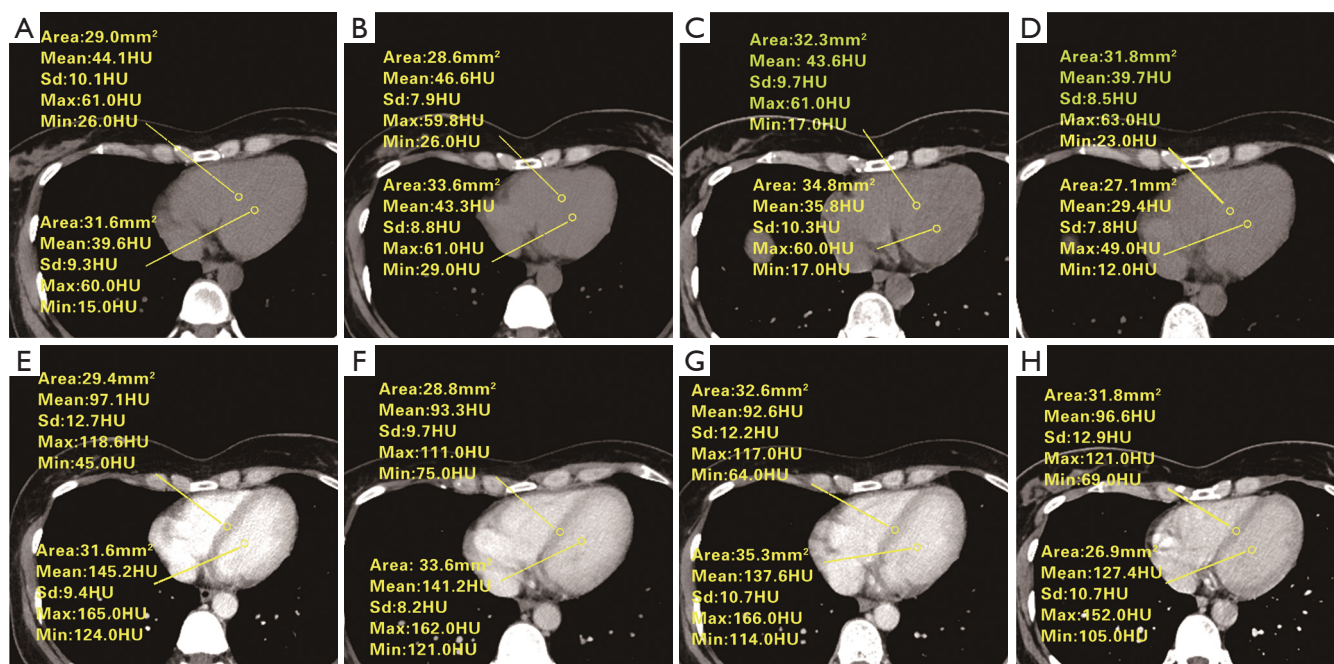 A
Area:29.0mm²
Mean:44.1HU
Sd:10.1HU
Max:61.0HU
Min:26.0HU
Area:31.6mm²
Mean:39.6HU
Sd:9.3HU
Max:60.0HU
Min:15.0HU
B
Area:28.6mm²
Mean:46.6HU
Sd:7.9HU
Max:59.8HU
Min:26.0HU
Area:33.6mm²
Mean:43.3HU
Sd:8.8HU
Max:61.0HU
Min:29.0HU
C
Area:32.3mm²
Mean: 43.6HU
Sd:9.7HU
Max:61.0HU
Min:17.0HU
Area: 34.8mm²
Mean:35.8HU
Sd:10.3HU
Max:60.0HU
Min:17.0HU
D
Area:31.8mm²
Mean:39.7HU
Sd:8.5HU
Max:63.0HU
Min:23.0HU
Area:27.1mm²
Mean:29.4HU
Sd:7.8HU
Max:49.0HU
Min:12.0HU
E
Area:29.4mm²
Mean:97.1HU
Sd:12.7HU
Max:118.6HU
Min:45.0HU
Area:31.6mm²
Mean:145.2HU
Sd:9.4HU
Max:165.0HU
Min:124.0HU
F
Area:28.8mm²
Mean:93.3HU
Sd:9.7HU
Max:111.0HU
Min:75.0HU
Area: 33.6mm²
Mean:141.2HU
Sd:8.2HU
Max:162.0HU
Min:121.0HU
G
Area:32.6mm²
Mean:92.6HU
Sd:12.2HU
Max:117.0HU
Min:64.0HU
Area:35.3mm²
Mean:137.6HU
Sd:10.7HU
Max:166.0HU
Min:114.0HU
H
Area:31.8mm²
Mean:96.6HU
Sd:12.9HU
Max:121.0HU
Min:69.0HU
Area:26.9mm²
Mean:127.4HU
Sd:10.7HU
Max:152.0HU
Min:105.0HU